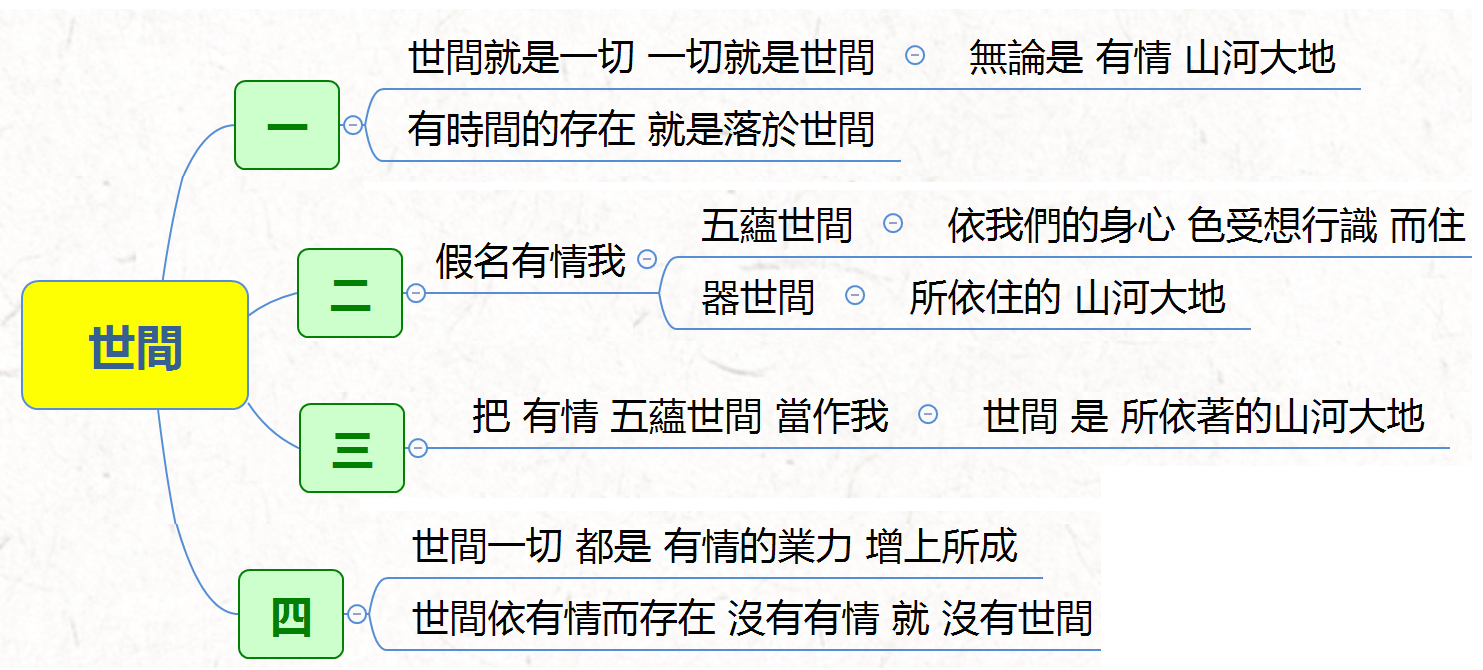 世間
一
世間就是一切 一切就是世間
無論是 有情 山河大地
有時間的存在 就是落於世間
二
假名有情我
五蘊世間
依我們的身心 色受想行識 而住
器世間
所依住的 山河大地
三
把 有情 五蘊世間 當作我
世間 是 所依著的山河大地
四
世間一切 都是 有情的業力 增上所成
世間依有情而存在 沒有有情 就 沒有世間